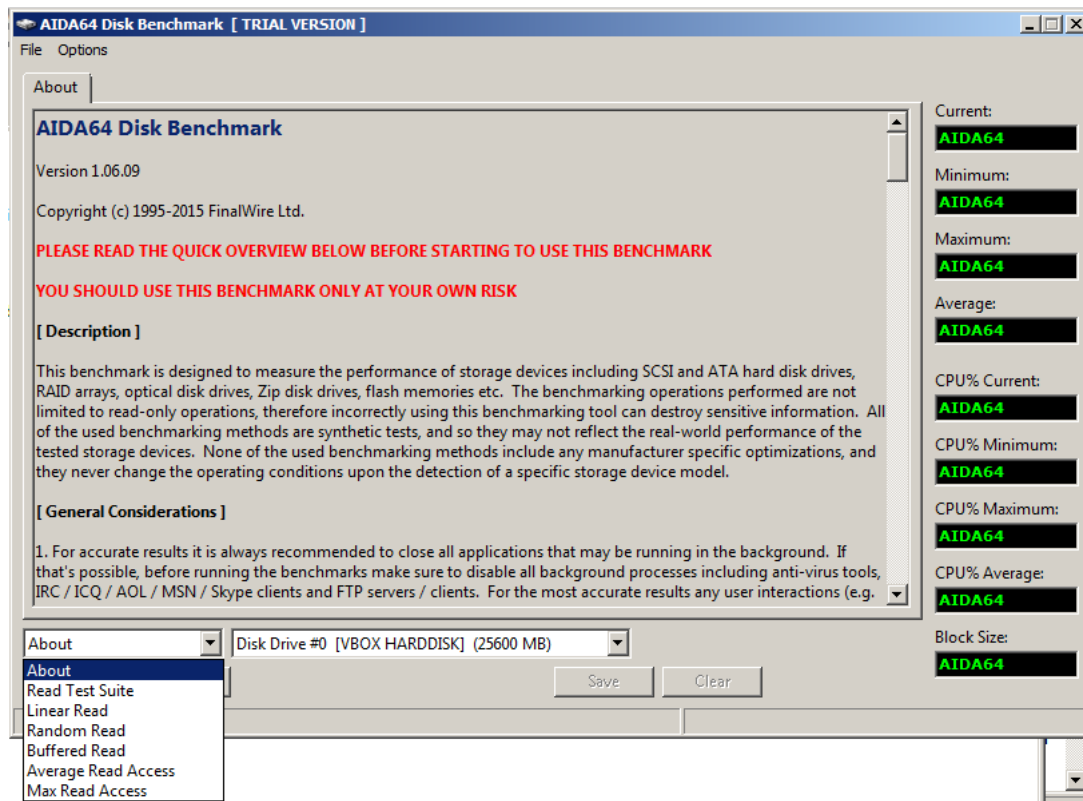 AIDA64 Disk Benchmark [ TRIAL VERSION ]
File Options
About
AIDA64 Disk Benchmark
Version 1.06.09
Copyright (c) 1995-2015 FinalWire Ltd.
PLEASE READ THE QUICK OVERVIEW BELOW BEFORE STARTING TO USE THIS BENCHMARK
YOU SHOULD USE THIS BENCHMARK ONLY AT YOUR OWN RISK
[ Description ]
This benchmark is designed to measure the performance of storage devices including SCSI and ATA hard disk drives,
RAID arrays, optical disk drives, Zip disk drives, flash memories etc. The benchmarking operations performed are not
limited to read-only operations, therefore incorrectly using this benchmarking tool can destroy sensitive information. All
of the used benchmarking methods are synthetic tests, and so they may not reflect the real-world performance of the
tested storage devices. None of the used benchmarking methods include any manufacturer specific optimizations, and
they never change the operating conditions upon the detection of a specific storage device model.
[ General Considerations ]
1. For accurate results it is always recommended to close all applications that may be running in the background. If
that's possible, before running the benchmarks make sure to disable all background processes including anti-virus tools,
IRC / ICQ / AOL / MSN / Skype clients and FTP servers / clients. For the most accurate results any user interactions (e.g.
Current:
AIDA64
Minimum:
AIDA64
Maximum:
AIDA64
Average:
AIDA64
CPU% Current:
AIDA64
CPU% Minimum:
AIDA64
CPU% Maximum:
AIDA64
CPU% Average:
AIDA64
Block Size:
AIDA64
About
Disk Drive #0 [VBOX HARDDISK] (25600 MB)
Save
Clear
About
Read Test Suite
Linear Read
Random Read
Buffered Read
Average Read Access
Max Read Access